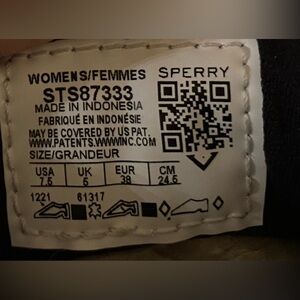 WOMENS/FEMMES SPERRY
STS87333
MADE IN INDONESIA
FABRIQUÉ EN INDONÉSIE
MAY BE COVERED BY US PAT.
WWW.PATENTS.WWWINC.COM
SIZE/GRANDEUR
USA UK EUR CM
7.5 5 38 24.5
1221 61317